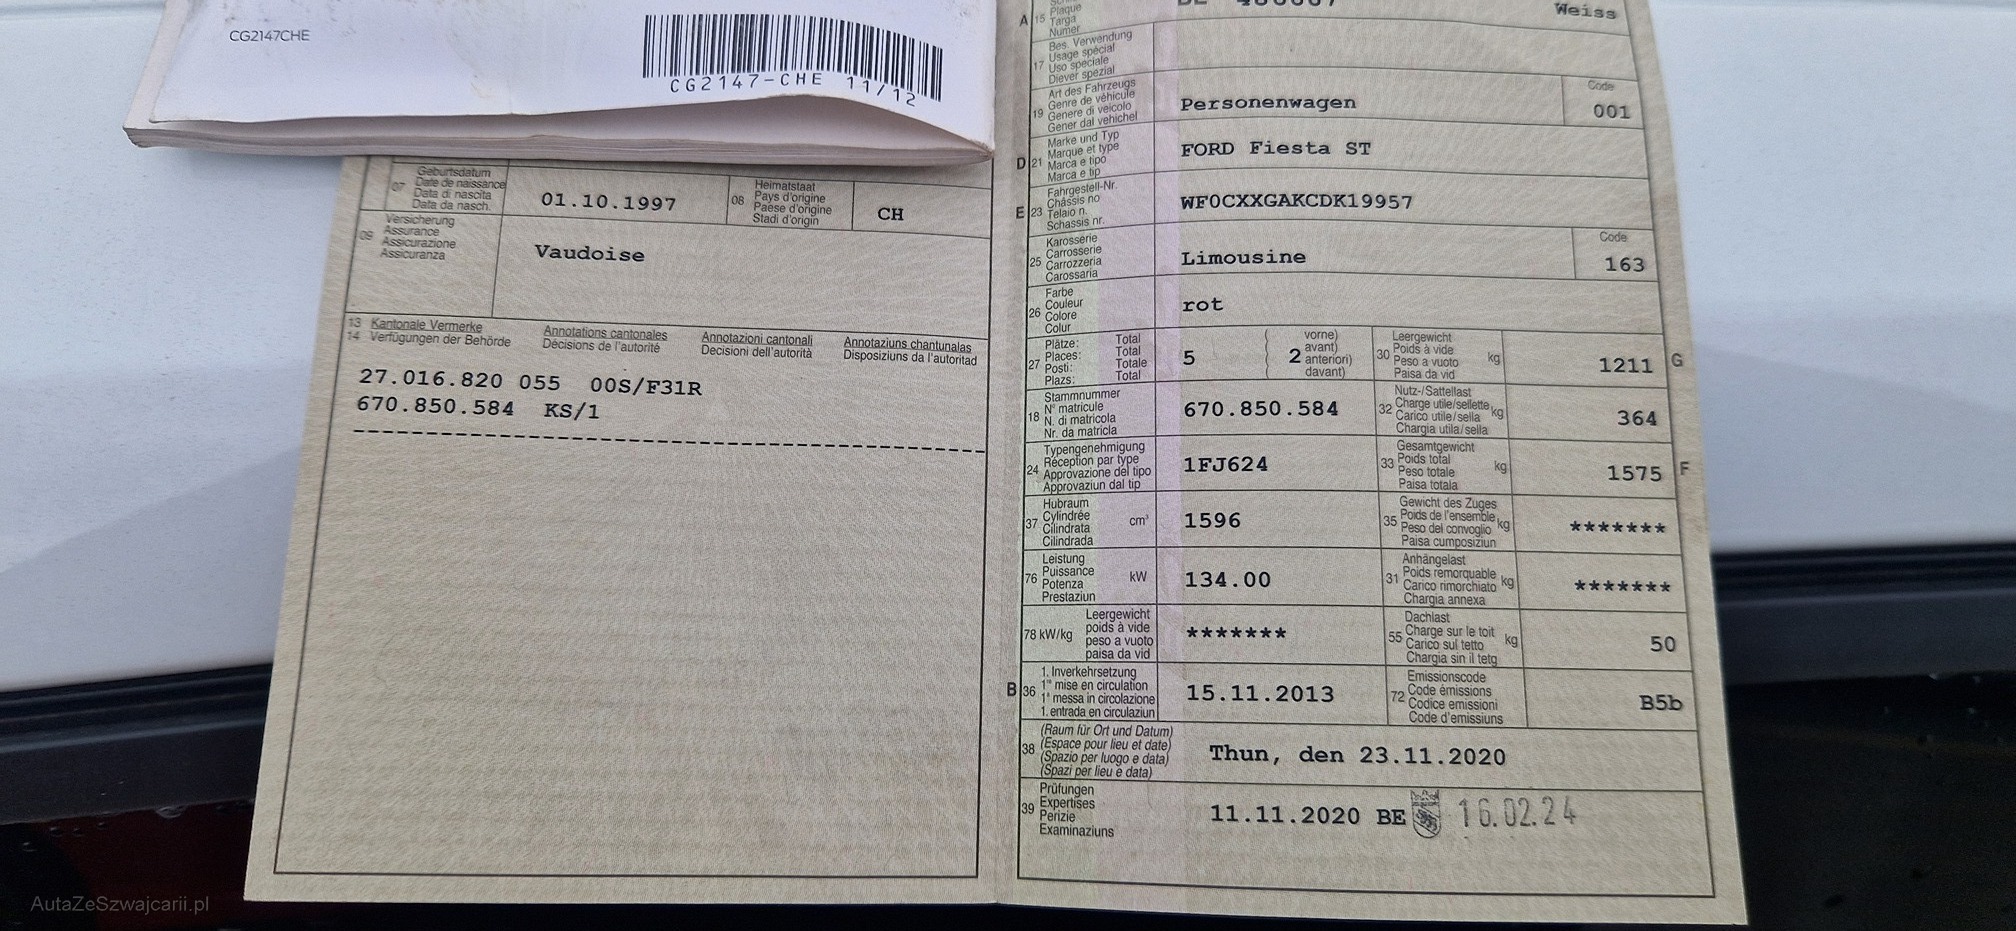 CG2147CHE
CG2147-CHE 11/12
07 Geburtsdatum
Date de naissance
Data di nascita
Data da nasch.
01.10.1997
08 Heimatstaat
Pays d'origine
Paese d'origine
Stadi d'origin
CH
09 Versicherung
Assurance
Assicurazione
Assicuranza
Vaudoise
13 Kantonale Vermerke Annotations cantonales Annotazioni cantonali Annotaziuns chantunalas
14 Verfügungen der Behörde Décisions de l'autorité Decisioni dell'autorità Disposiziuns da l'autoritad
27.016.820 055 00S/F31R
670.850.584 KS/1
A 15 Plaque
Targa
Numer
Weiss
17 Bes. Verwendung
Usage spécial
Uso speciale
Diever spezial
19 Art des Fahrzeugs
Genre de véhicule
Genere di veicolo
Gener dal vehichel
Personenwagen
Code
001
D 21 Marke und Typ
Marque et type
Marca e tipo
Marca e tip
FORD Fiesta ST
E 23 Fahrgestell-Nr.
Châssis no
Telaio n.
Schassis nr.
WF0CXXGAKCDK19957
25 Karosserie
Carrosserie
Carrozzeria
Carossaria
Limousine
Code
163
26 Farbe
Couleur
Colore
Colur
rot
27 Plätze: Total
Places: Total
Posti: Totale
Plazs: Total
5
2 vorne)
avant)
anteriori)
davant)
30 Leergewicht
Poids à vide
Peso a vuoto
Paisa da vid
kg
1211 G
18 Stammnummer
N° matricule
N. di matricola
Nr. da matricla
670.850.584
32 Nutz-/Sattellast
Charge utile/sellette
Carico utile/sella
Chargia utila/sella
kg
364
24 Typengenehmigung
Réception par type
Approvazione del tipo
Approvaziun dal tip
1FJ624
33 Gesamtgewicht
Poids total
Peso totale
Paisa totala
kg
1575 F
37 Hubraum
Cylindrée
Cilindrata
Cilindrada
cm³
1596
35 Gewicht des Zuges
Poids de l'ensemble
Peso del convoglio
Paisa cumposiziun
kg
*******
76 Leistung
Puissance
Potenza
Prestaziun
kW
134.00
31 Anhängelast
Poids remorquable
Carico rimorchiato
Chargia annexa
kg
*******
78 kW/kg Leergewicht
poids à vide
peso a vuoto
paisa da vid
*******
55 Dachlast
Charge sur le toit
Carico sul tetto
Chargia sin il tetg
kg
50
B 36 1. Inverkehrsetzung
1re mise en circulation
1a messa in circolazione
1. entrada en circulaziun
15.11.2013
72 Emissionscode
Code émissions
Codice emissioni
Code d'emissiuns
B5b
38 (Raum für Ort und Datum)
(Espace pour lieu et date)
(Spazio per luogo e data)
(Spazi per lieu e data)
Thun, den 23.11.2020
39 Prüfungen
Expertises
Perizie
Examinaziuns
11.11.2020 BE 16.02.24
AutaZeSzwajcarii.pl